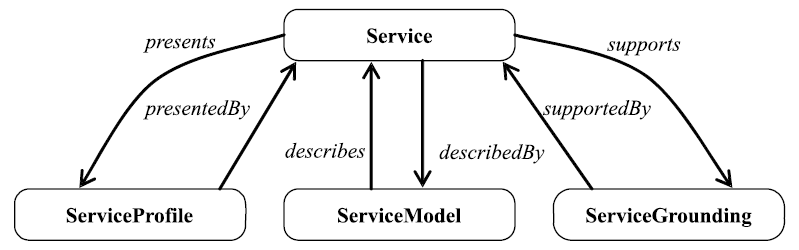 Service
presents
supports
presentedBy
supportedBy
describes
describedBy
ServiceProfile
ServiceModel
ServiceGrounding